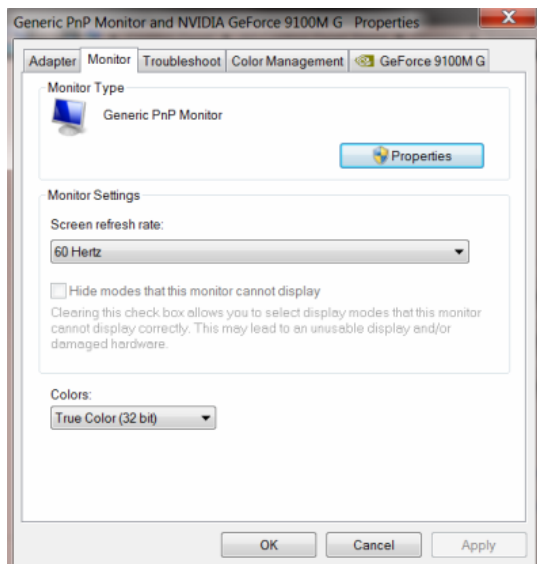 Generic PnP Monitor and NVIDIA GeForce 9100M G Properties
Adapter Monitor Troubleshoot Color Management GeForce 9100M G
Monitor Type
Generic PnP Monitor
Properties
Monitor Settings
Screen refresh rate:
60 Hertz
Hide modes that this monitor cannot display
Clearing this check box allows you to select display modes that this monitor
cannot display correctly. This may lead to an unusable display and/or
damaged hardware.
Colors:
True Color (32 bit)
OK Cancel Apply